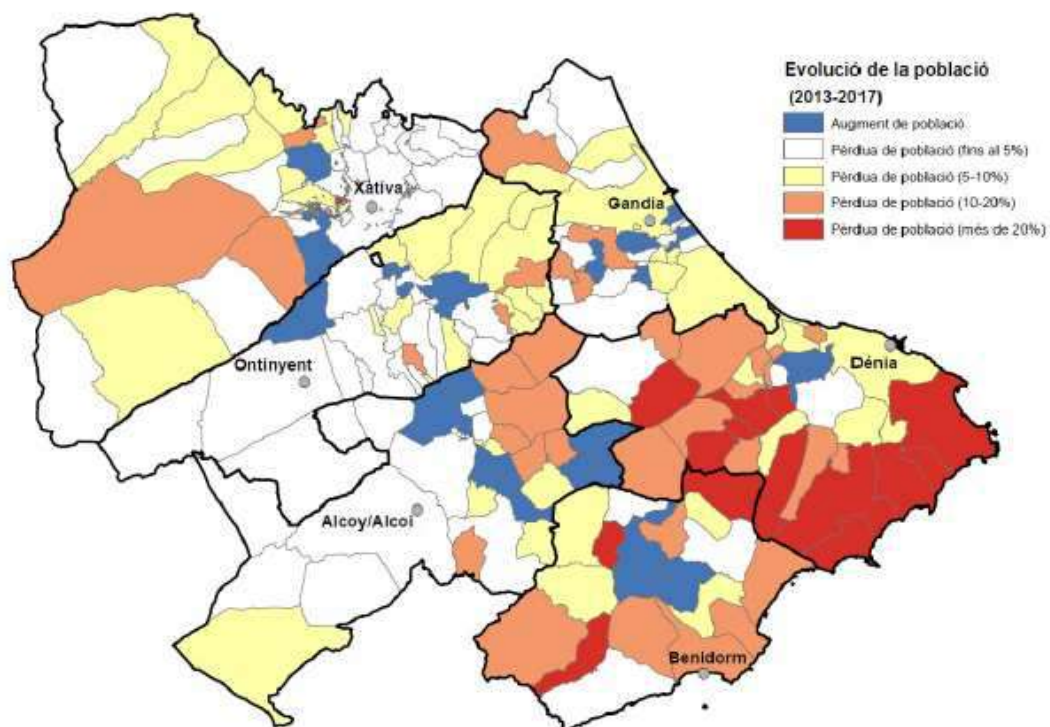 Evolució de la població
(2013-2017)
Augment de població
Pèrdua de població (fins al 5%)
Pèrdua de població (5-10%)
Pèrdua de població (10-20%)
Pèrdua de població (més de 20%)
Xàtiva
Gandia
Dénia
Ontinyent
Alcoy/Alcoi
Benidorm